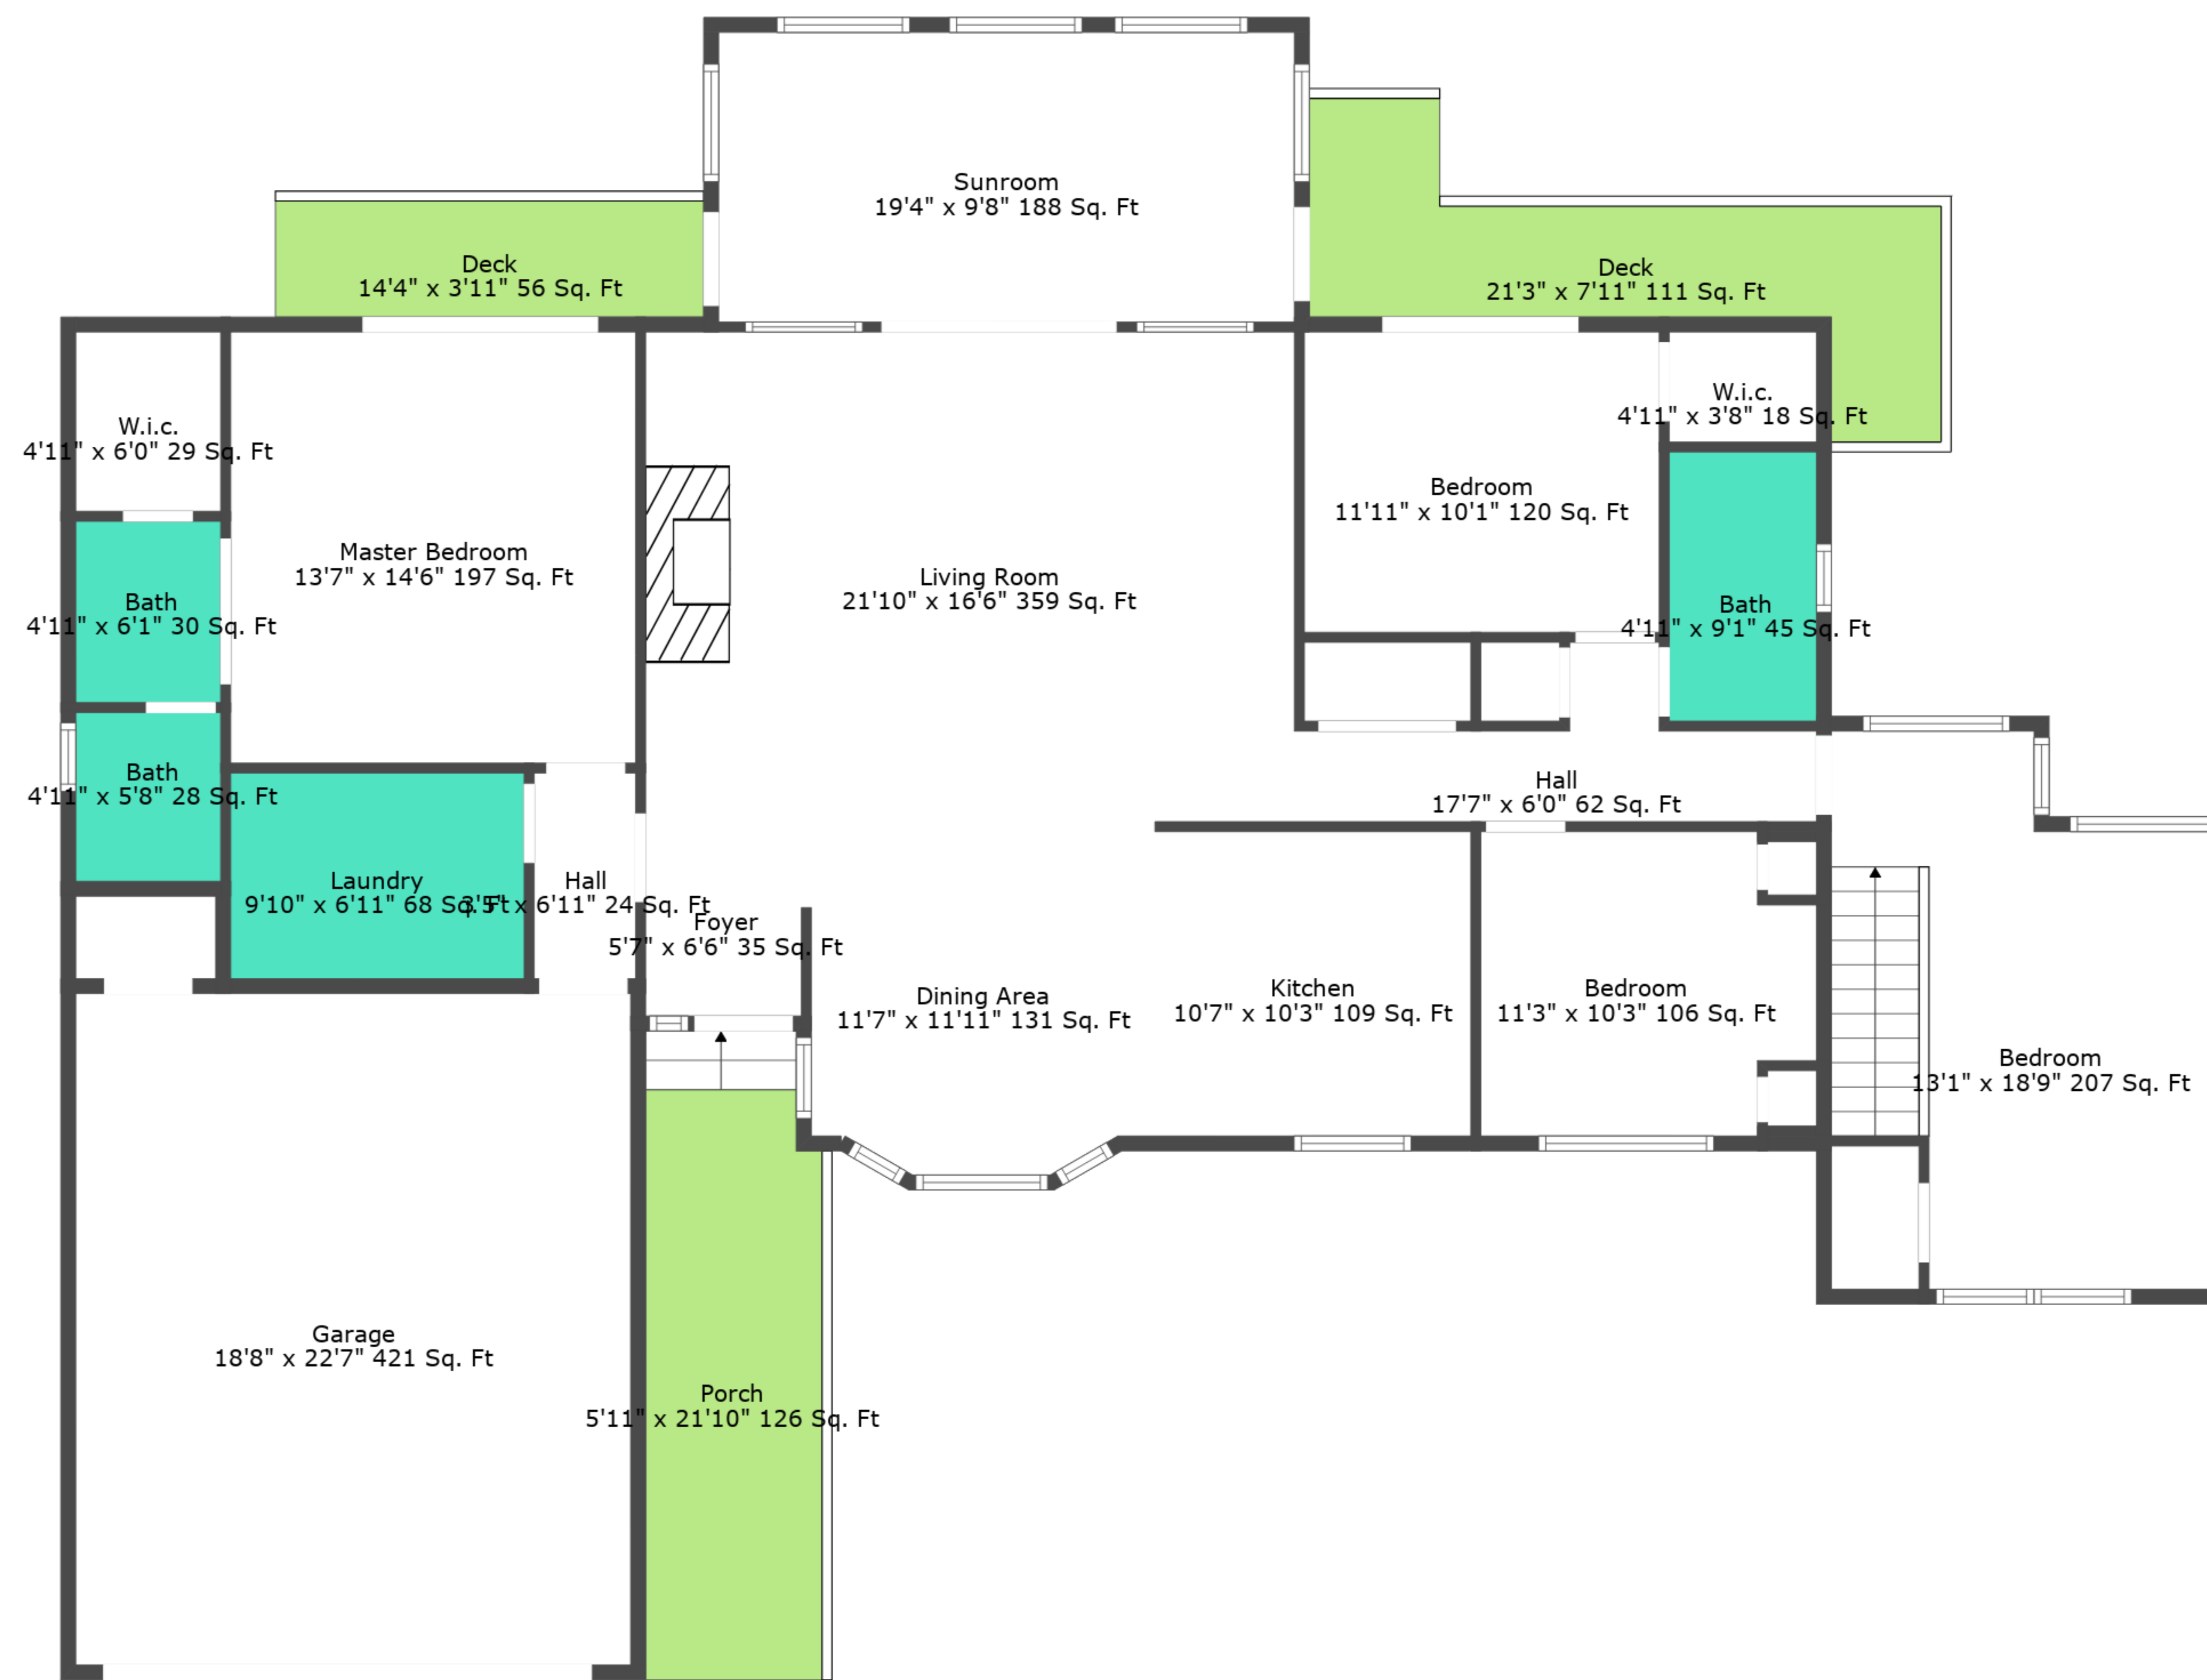 Sunroom
19'4" x 9'8" 188 Sq. Ft
Deck
14'4" x 3'11" 56 Sq. Ft
Deck
21'3" x 7'11" 111 Sq. Ft
W.i.c.
4'11" x 6'0" 29 Sq. Ft
W.i.c.
4'11" x 3'8" 18 Sq. Ft
Bedroom
11'11" x 10'1" 120 Sq. Ft
Master Bedroom
13'7" x 14'6" 197 Sq. Ft
Living Room
21'10" x 16'6" 359 Sq. Ft
Bath
4'11" x 6'1" 30 Sq. Ft
Bath
4'11" x 9'1" 45 Sq. Ft
Bath
4'11" x 5'8" 28 Sq. Ft
Hall
17'7" x 6'0" 62 Sq. Ft
Laundry
9'10" x 6'11" 68 Sq. Ft
Hall
3'5" x 6'11" 24 Sq. Ft
Foyer
5'7" x 6'6" 35 Sq. Ft
Dining Area
11'7" x 11'11" 131 Sq. Ft
Kitchen
10'7" x 10'3" 109 Sq. Ft
Bedroom
11'3" x 10'3" 106 Sq. Ft
Bedroom
13'1" x 18'9" 207 Sq. Ft
Garage
18'8" x 22'7" 421 Sq. Ft
Porch
5'11" x 21'10" 126 Sq. Ft